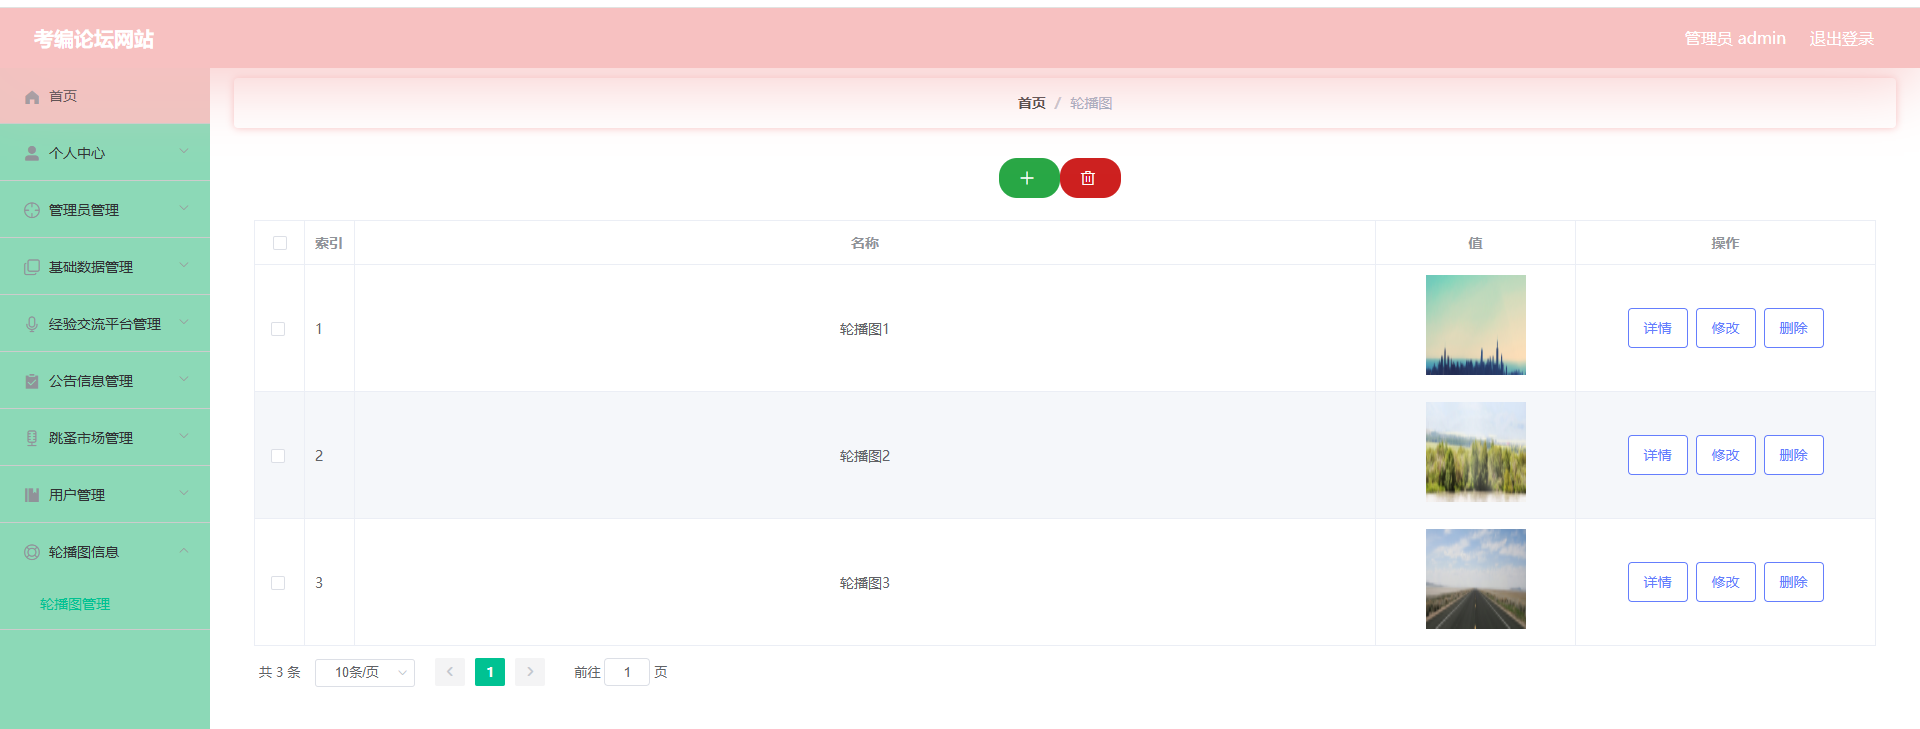 考编论坛网站
管理员 admin 退出登录
首页
个人中心
管理员管理
基础数据管理
经验交流平台管理
公告信息管理
跳蚤市场管理
用户管理
轮播图信息
轮播图管理
首页 / 轮播图
索引 名称 值 操作
1 轮播图1 详情 修改 删除
2 轮播图2 详情 修改 删除
3 轮播图3 详情 修改 删除
共 3 条 10条/页 1 前往 1 页